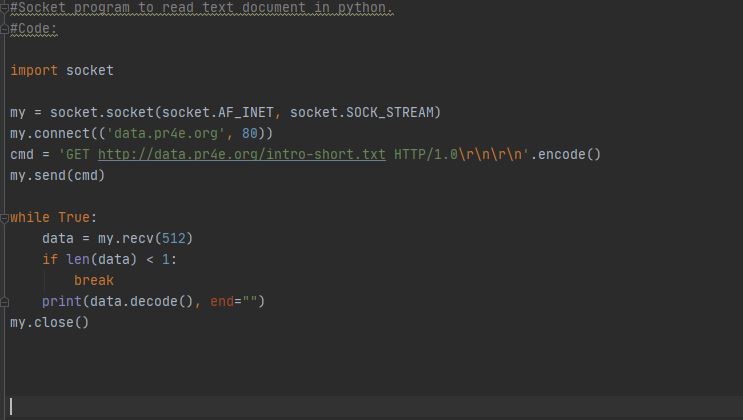 #Socket program to read text document in python.
#Code:
import socket
my = socket.socket(socket.AF_INET, socket.SOCK_STREAM)
my.connect(('data.pr4e.org', 80))
cmd = 'GET http://data.pr4e.org/intro-short.txt HTTP/1.0\r\n\r\n'.encode()
my.send(cmd)
while True:
    data = my.recv(512)
    if len(data) < 1:
        break
    print(data.decode(), end="")
my.close()